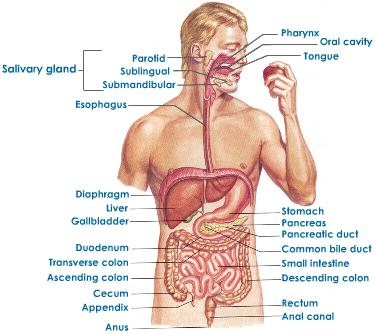 Salivary gland
Parotid
Sublingual
Submandibular
Esophagus
Pharynx
Oral cavity
Tongue
Diaphragm
Liver
Gallbladder
Duodenum
Transverse colon
Ascending colon
Cecum
Appendix
Anus
Stomach
Pancreas
Pancreatic duct
Common bile duct
Small intestine
Descending colon
Rectum
Anal canal